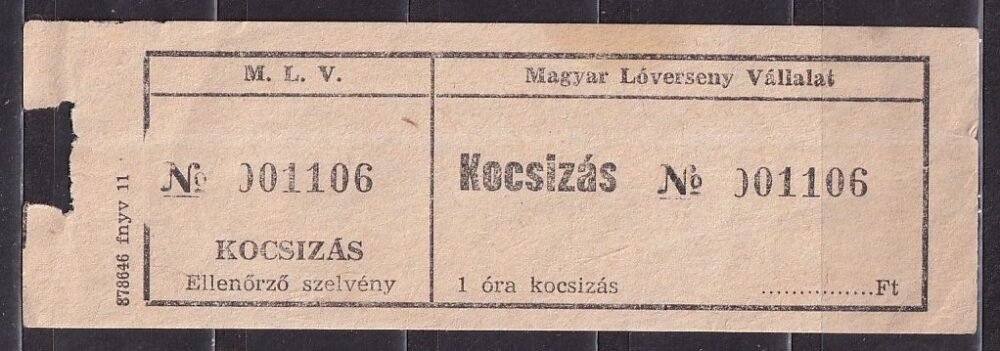 M. L. V.
№ 001106
KOCSIZÁS
Ellenőrző szelvény
878646 fnyv 11
Magyar Lóverseny Vállalat
Kocsizás № 001106
1 óra kocsizás ...............Ft